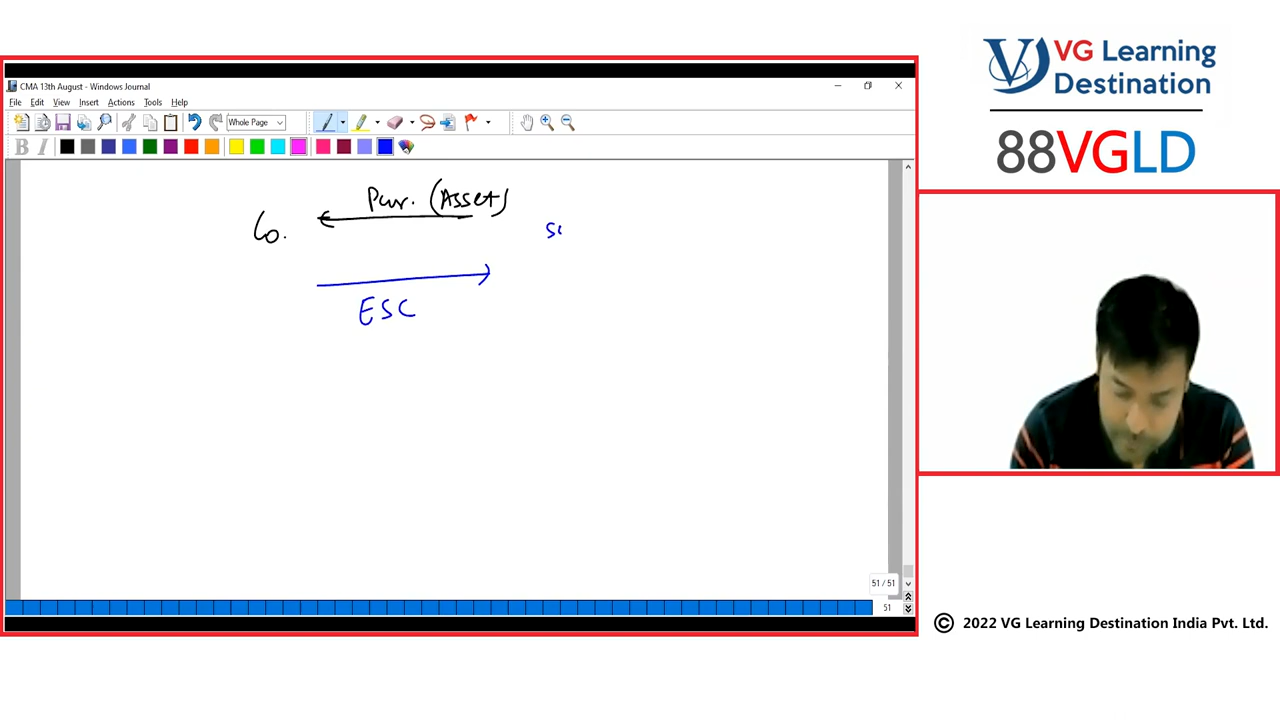 CMA 13th August - Windows Journal
File Edit View Insert Actions Tools Help
Whole Page
B I
Pur. (Asset)
Co.
ESC
51 / 51
51
VG Learning
Destination
88VGLD
© 2022 VG Learning Destination India Pvt. Ltd.